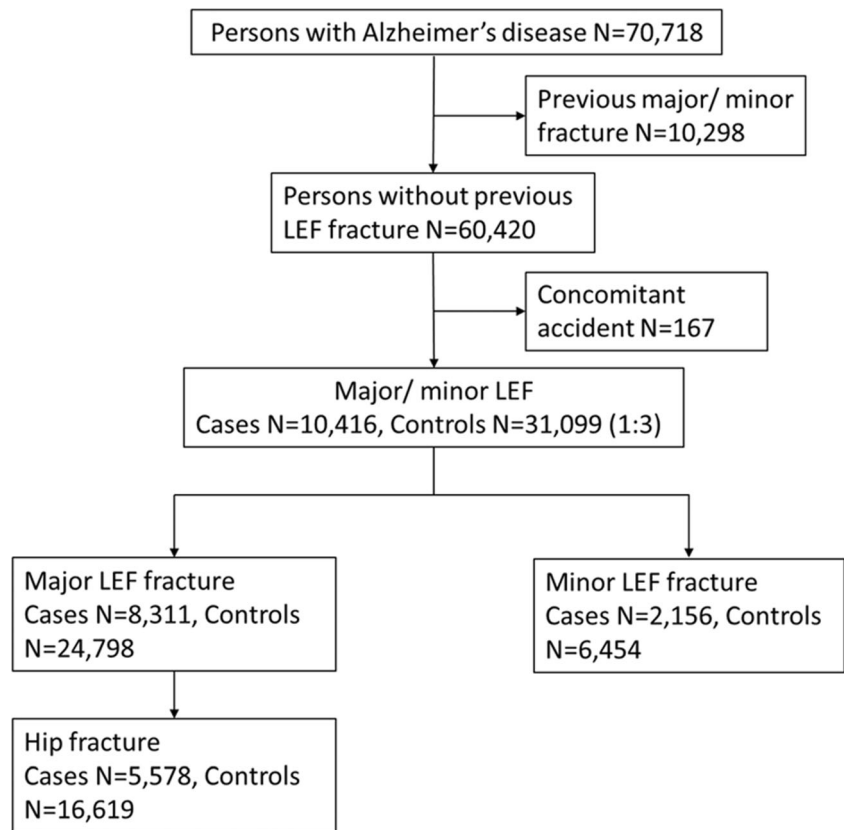 Persons with Alzheimer’s disease N=70,718
Previous major/ minor
fracture N=10,298
Persons without previous
LEF fracture N=60,420
Concomitant
accident N=167
Major/ minor LEF
Cases N=10,416, Controls N=31,099 (1:3)
Major LEF fracture
Cases N=8,311, Controls
N=24,798
Minor LEF fracture
Cases N=2,156, Controls
N=6,454
Hip fracture
Cases N=5,578, Controls
N=16,619